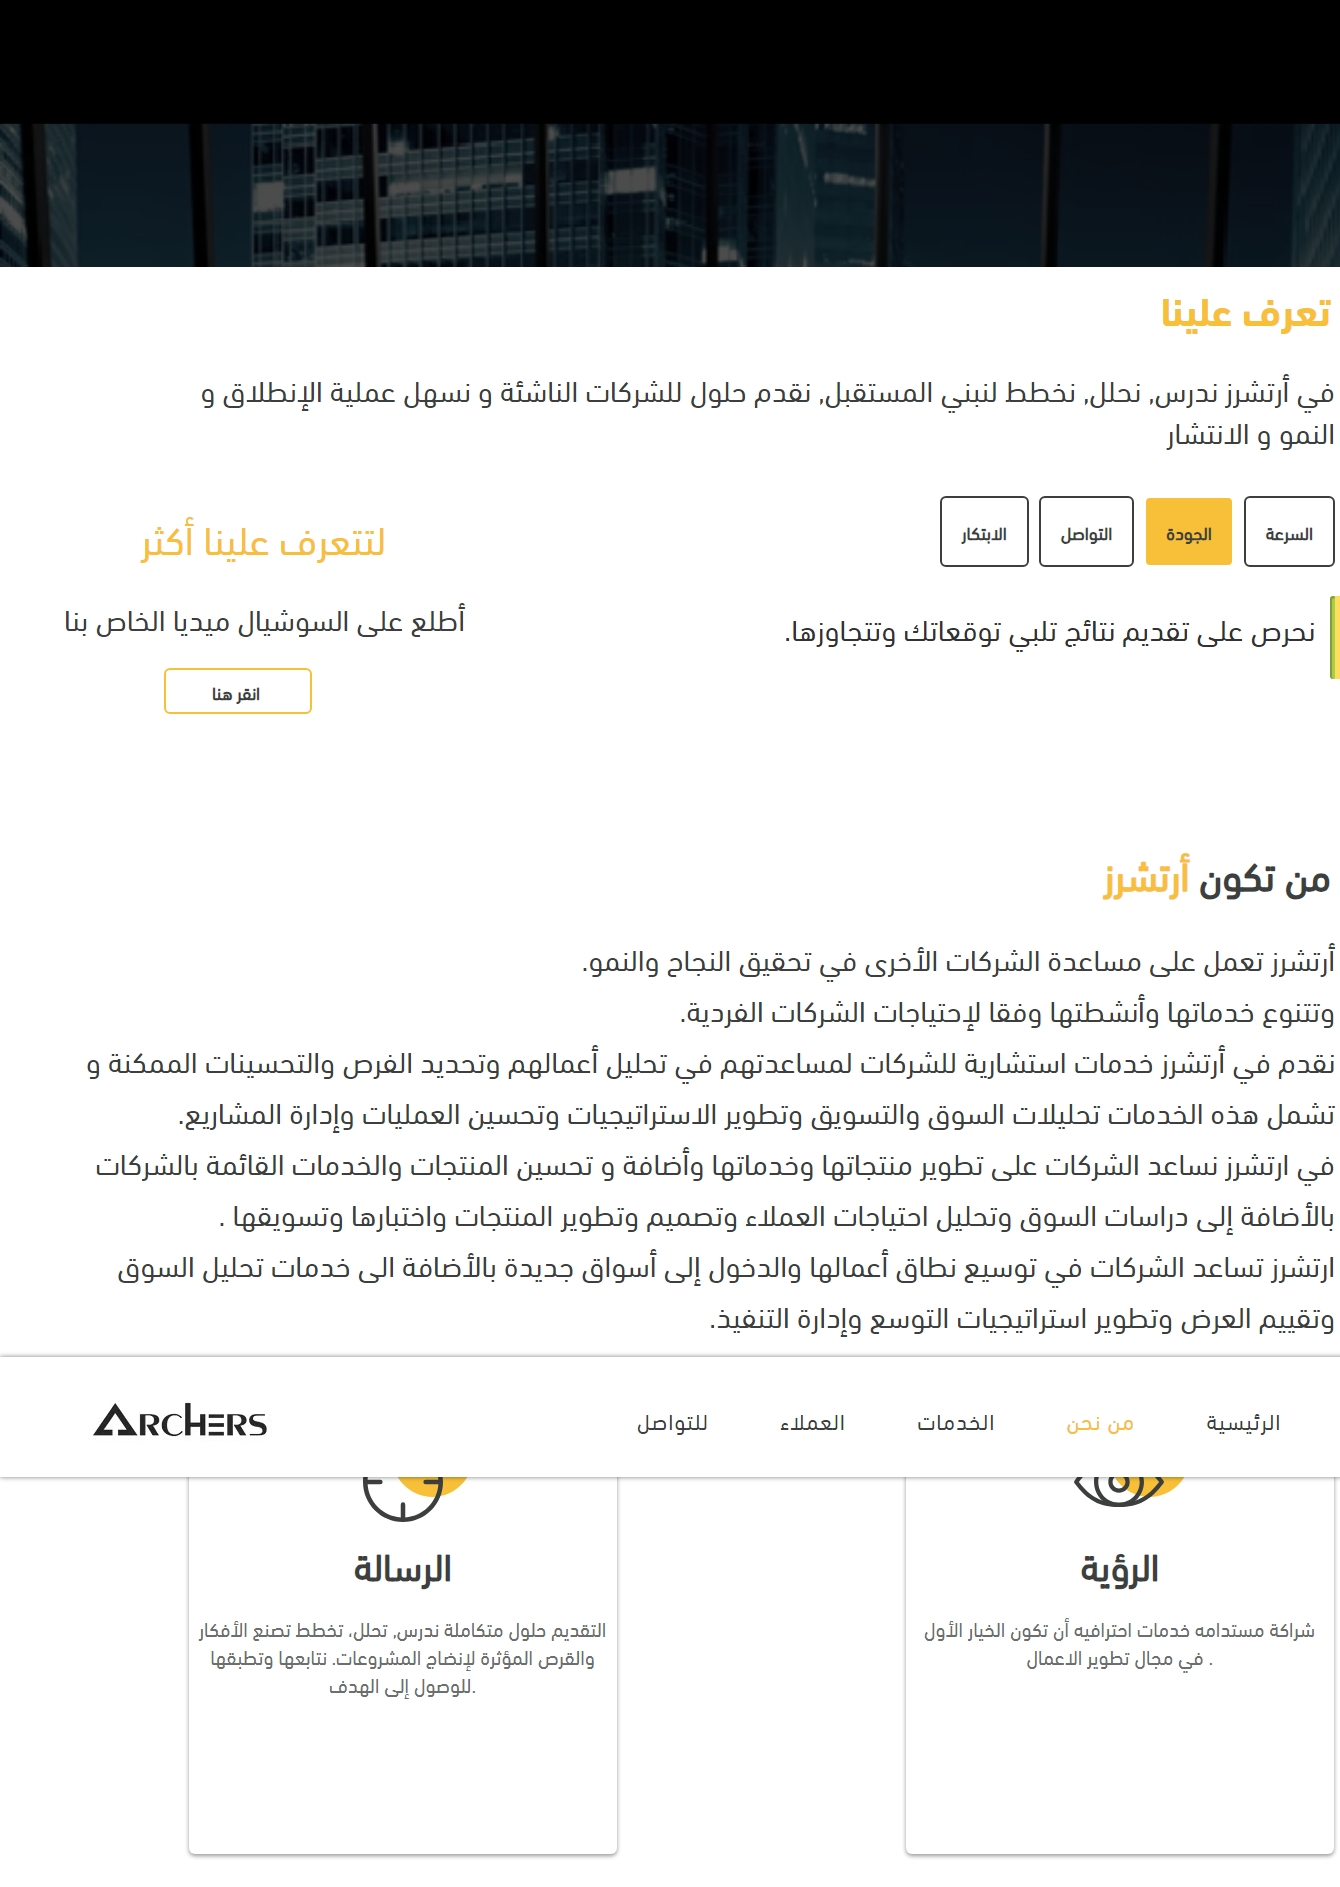 تعرف علينا
في أرتشرز ندرس, نحلل, نخطط لنبني المستقبل, نقدم حلول للشركات الناشئة و نسهل عملية الإنطلاق و
النمو و الانتشار
السرعة
الجودة
التواصل
الابتكار
نحرص على تقديم نتائج تلبي توقعاتك وتتجاوزها.
لتتعرف علينا أكثر
أطلع على السوشيال ميديا الخاص بنا
انقر هنا
من تكون أرتشرز
أرتشرز تعمل على مساعدة الشركات الأخرى في تحقيق النجاح والنمو.
وتتنوع خدماتها وأنشطتها وفقا لإحتياجات الشركات الفردية.
نقدم في أرتشرز خدمات استشارية للشركات لمساعدتهم في تحليل أعمالهم وتحديد الفرص والتحسينات الممكنة و
تشمل هذه الخدمات تحليلات السوق والتسويق وتطوير الاستراتيجيات وتحسين العمليات وإدارة المشاريع.
في ارتشرز نساعد الشركات على تطوير منتجاتها وخدماتها وأضافة و تحسين المنتجات والخدمات القائمة بالشركات
بالأضافة إلى دراسات السوق وتحليل احتياجات العملاء وتصميم وتطوير المنتجات واختبارها وتسويقها .
ارتشرز تساعد الشركات في توسيع نطاق أعمالها والدخول إلى أسواق جديدة بالأضافة الى خدمات تحليل السوق
وتقييم العرض وتطوير استراتيجيات التوسع وإدارة التنفيذ.
الرئيسية
من نحن
الخدمات
العملاء
للتواصل
ARCHERS
الرؤية
شراكة مستدامه خدمات احترافيه أن تكون الخيار الأول
. في مجال تطوير الاعمال
الرسالة
التقديم حلول متكاملة ندرس, تحلل، تخطط تصنع الأفكار
والقرص المؤثرة لإنضاج المشروعات. نتابعها وتطبقها
.للوصول إلى الهدف